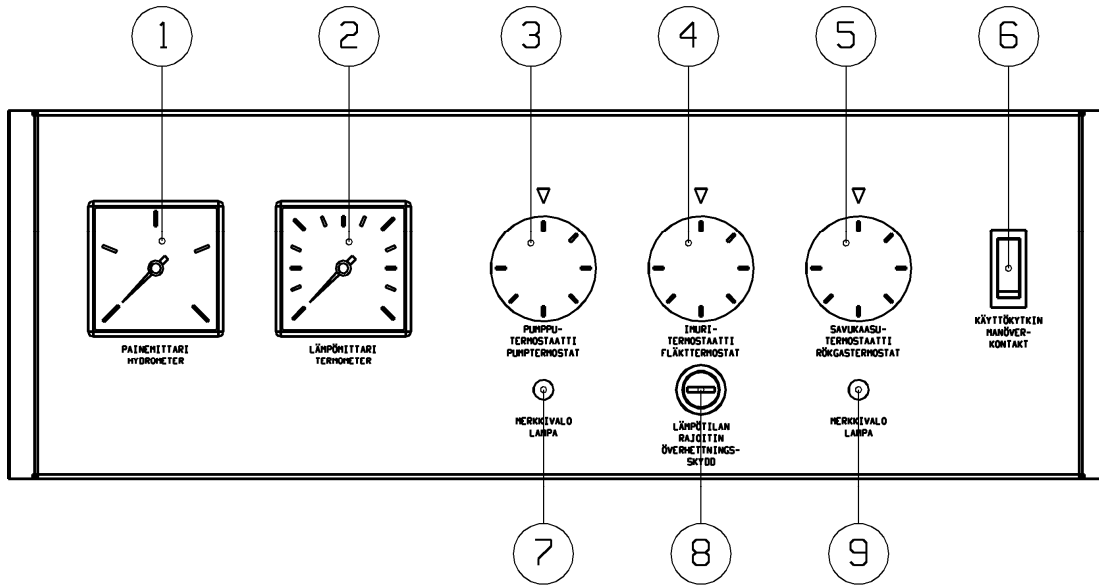 1 2 3 4 5 6
PAINEMITTARI
HYDROMETER
LÄMPÖMITTARI
TERMOMETER
PUMPPU-
TERMOSTAATTI
PUMPTERMOSTAT
IMURI-
TERMOSTAATTI
FLÄKTTERMOSTAT
SAVUKAASU-
TERMOSTAATTI
RÖKGASTERMOSTAT
KÄYTTÖKYTKIN
MANÖVER-
KONTAKT
MERKKIVALO
LAMPA
LÄMPÖTILAN
RAJOITIN
ÖVERHETTNINGS-
SKYDD
MERKKIVALO
LAMPA
7 8 9